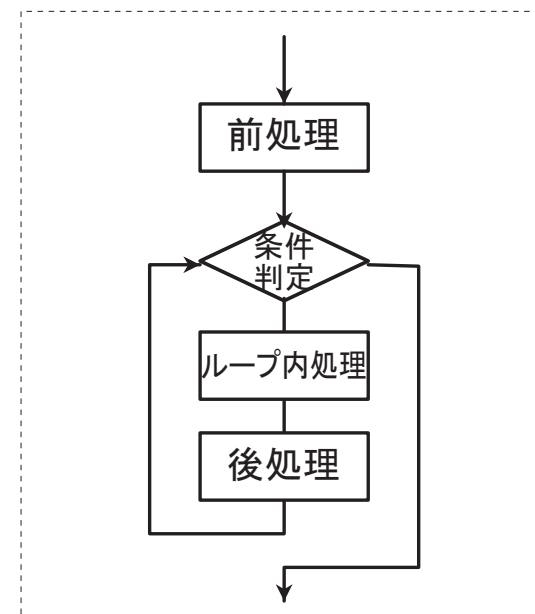 前処理
条件
判定
ループ内処理
後処理